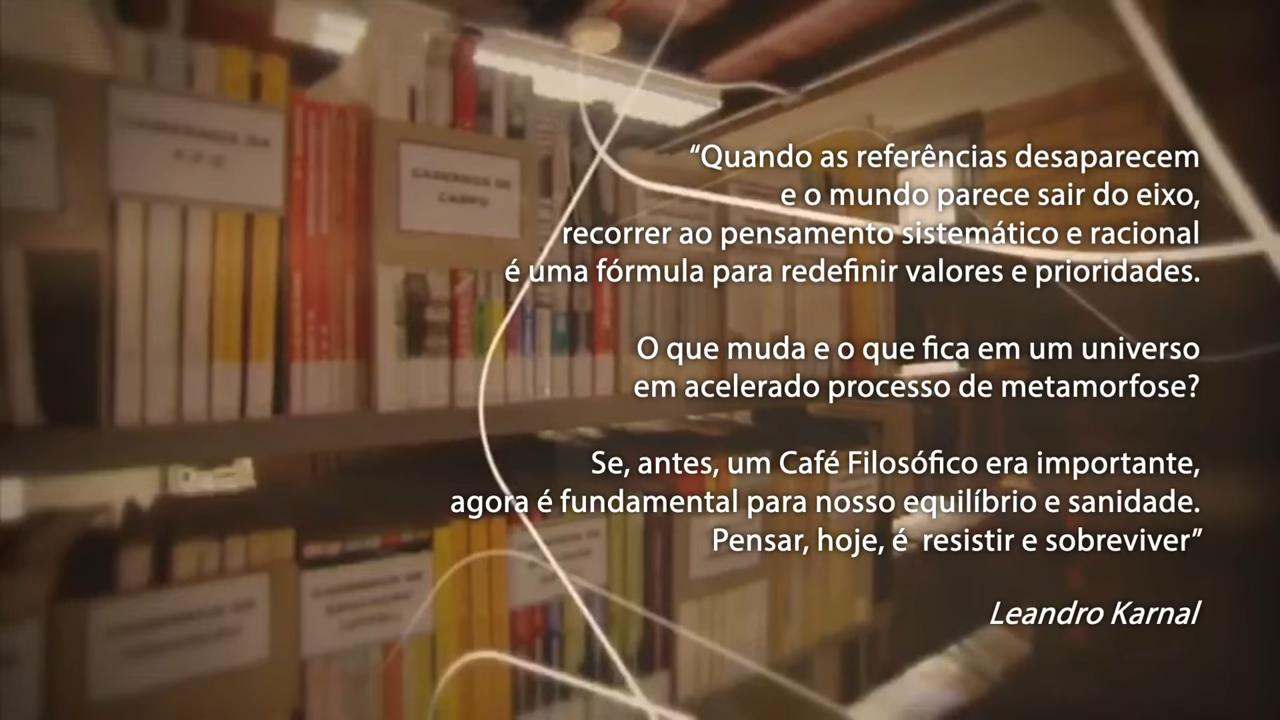 CADERNOS DE
CAMPO
“Quando as referências desaparecem
e o mundo parece sair do eixo,
recorrer ao pensamento sistemático e racional
é uma fórmula para redefinir valores e prioridades.
O que muda e o que fica em um universo
em acelerado processo de metamorfose?
Se, antes, um Café Filosófico era importante,
agora é fundamental para nosso equilíbrio e sanidade.
Pensar, hoje, é  resistir e sobreviver”
Leandro Karnal